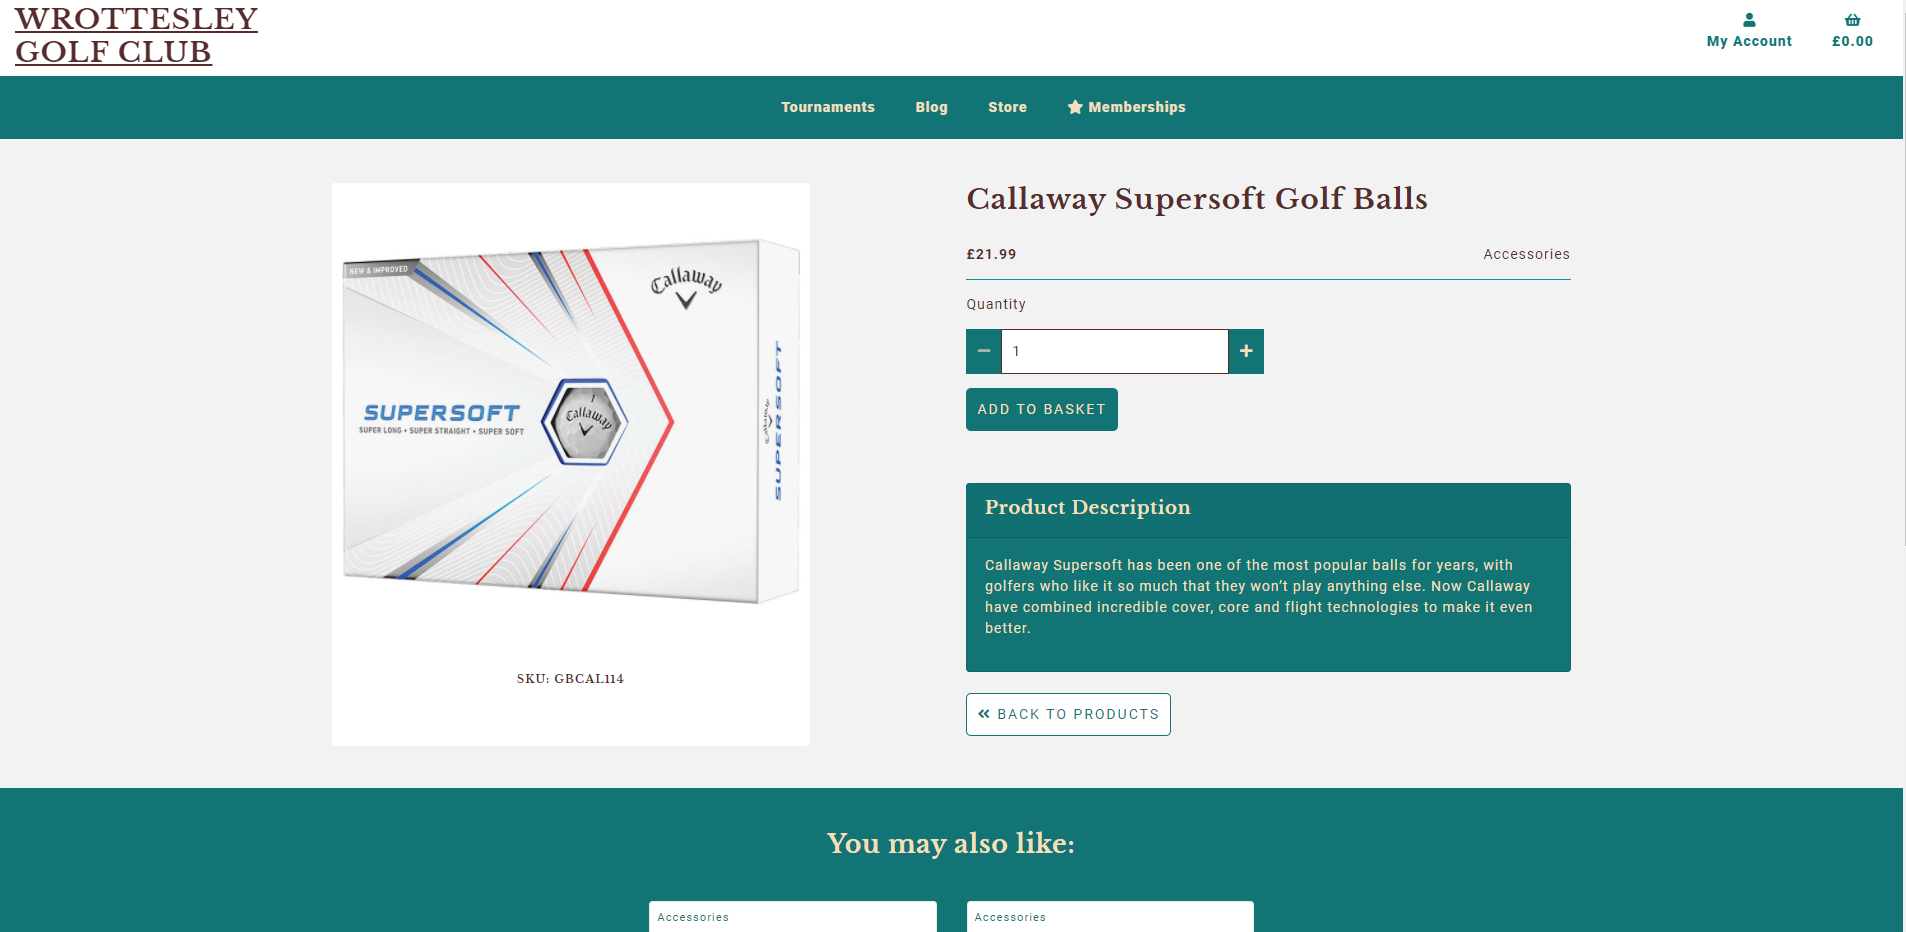 WROTTESLEY
GOLF CLUB
My Account
£0.00
Tournaments
Blog
Store
Memberships
NEW & IMPROVED
Callaway
SUPERSOFT
SUPER LONG • SUPER STRAIGHT • SUPER SOFT
1
Callaway
Callaway
SUPERSOFT
SKU: GBCAL114
Callaway Supersoft Golf Balls
£21.99
Accessories
Quantity
1
ADD TO BASKET
Product Description
Callaway Supersoft has been one of the most popular balls for years, with
golfers who like it so much that they won’t play anything else. Now Callaway
have combined incredible cover, core and flight technologies to make it even
better.
BACK TO PRODUCTS
You may also like:
Accessories
Accessories